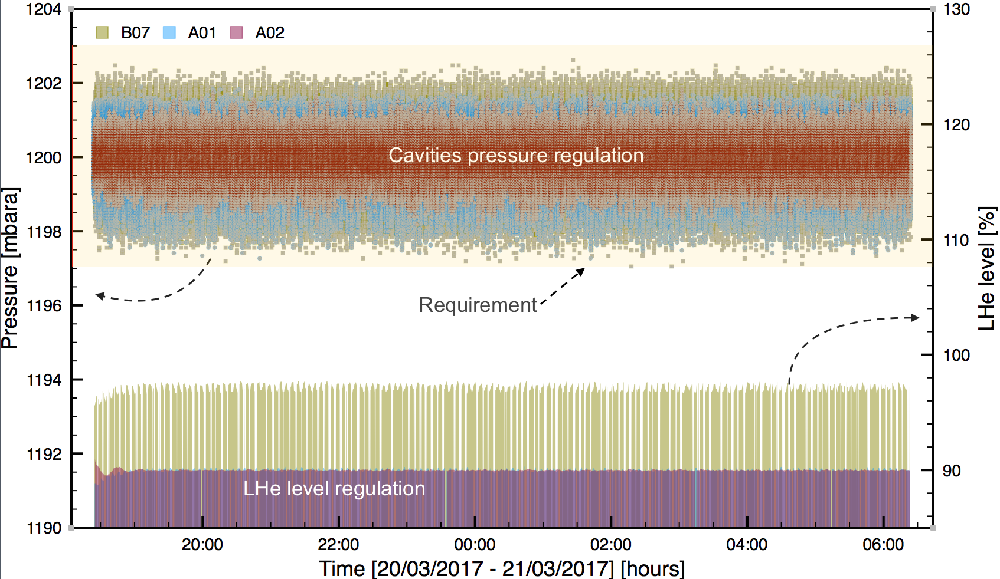 1204
130
B07 A01 A02
1202
120
Cavities pressure regulation
1200
1198
110
Pressure [mbara]
LHe level [%]
1196
Requirement
100
1194
1192
90
LHe level regulation
1190
20:00 22:00 00:00 02:00 04:00 06:00
Time [20/03/2017 - 21/03/2017] [hours]